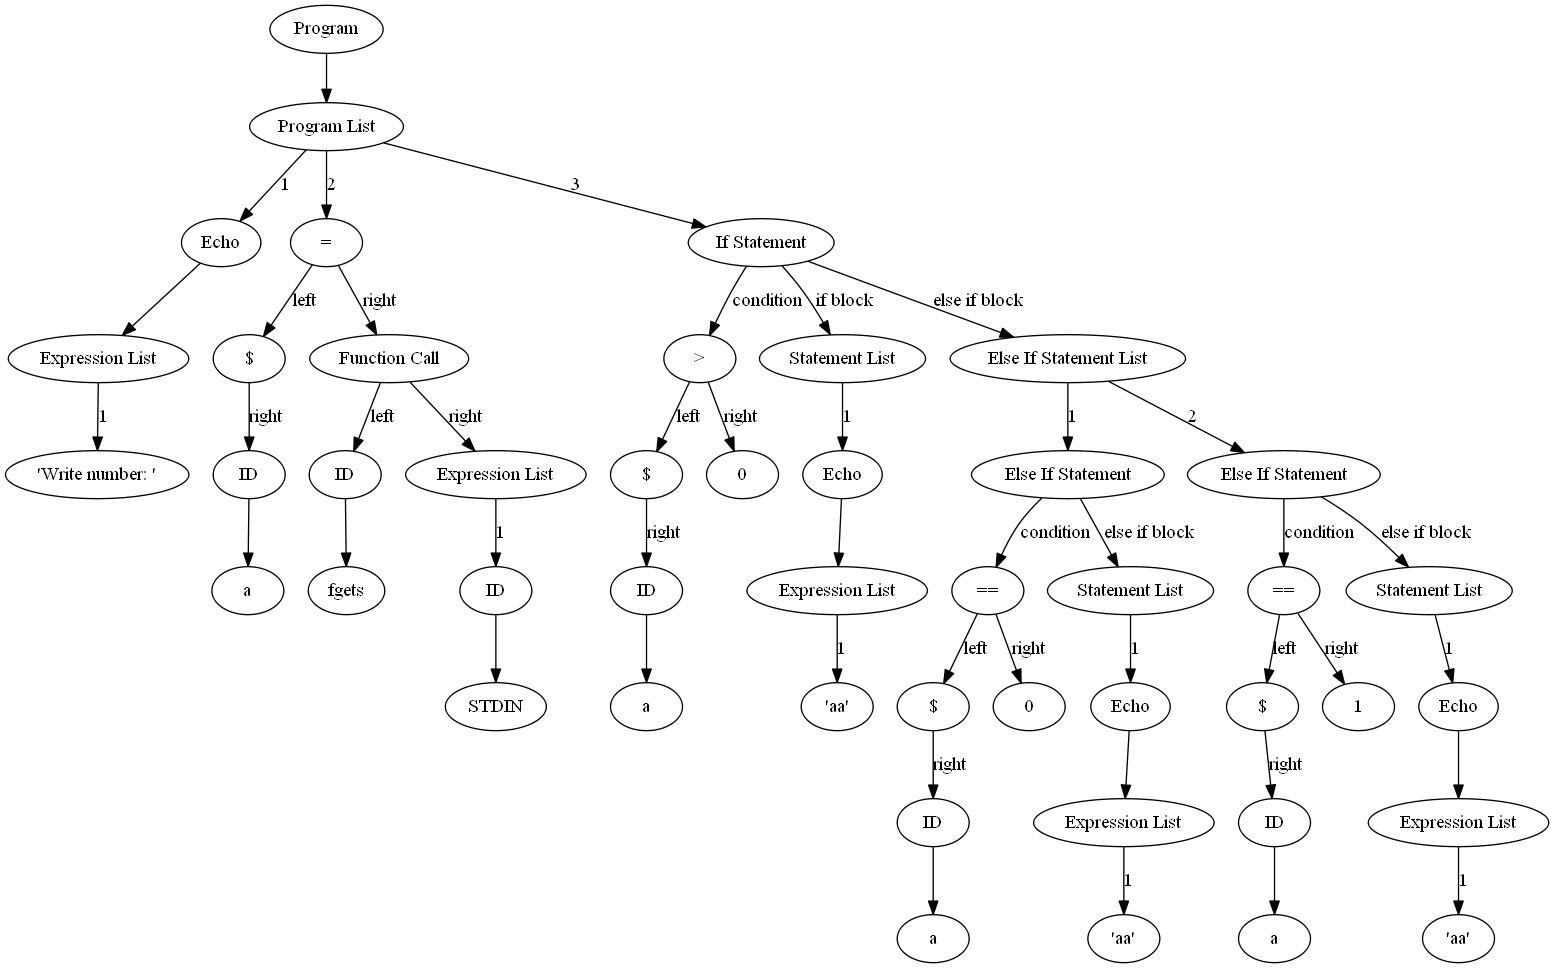 Program
Program List
1 2 3
Echo = If Statement
left right condition if block else if block
Expression List $ Function Call > Statement List Else If Statement List
1 right left right left right 1 1 2
'Write number: ' ID ID Expression List $ 0 Echo Else If Statement Else If Statement
1 right condition else if block condition else if block
a fgets ID ID Expression List == Statement List == Statement List
1 left right 1 left right 1
STDIN a 'aa' $ 0 Echo $ 1 Echo
right right
ID Expression List ID Expression List
1 1
a 'aa' a 'aa'